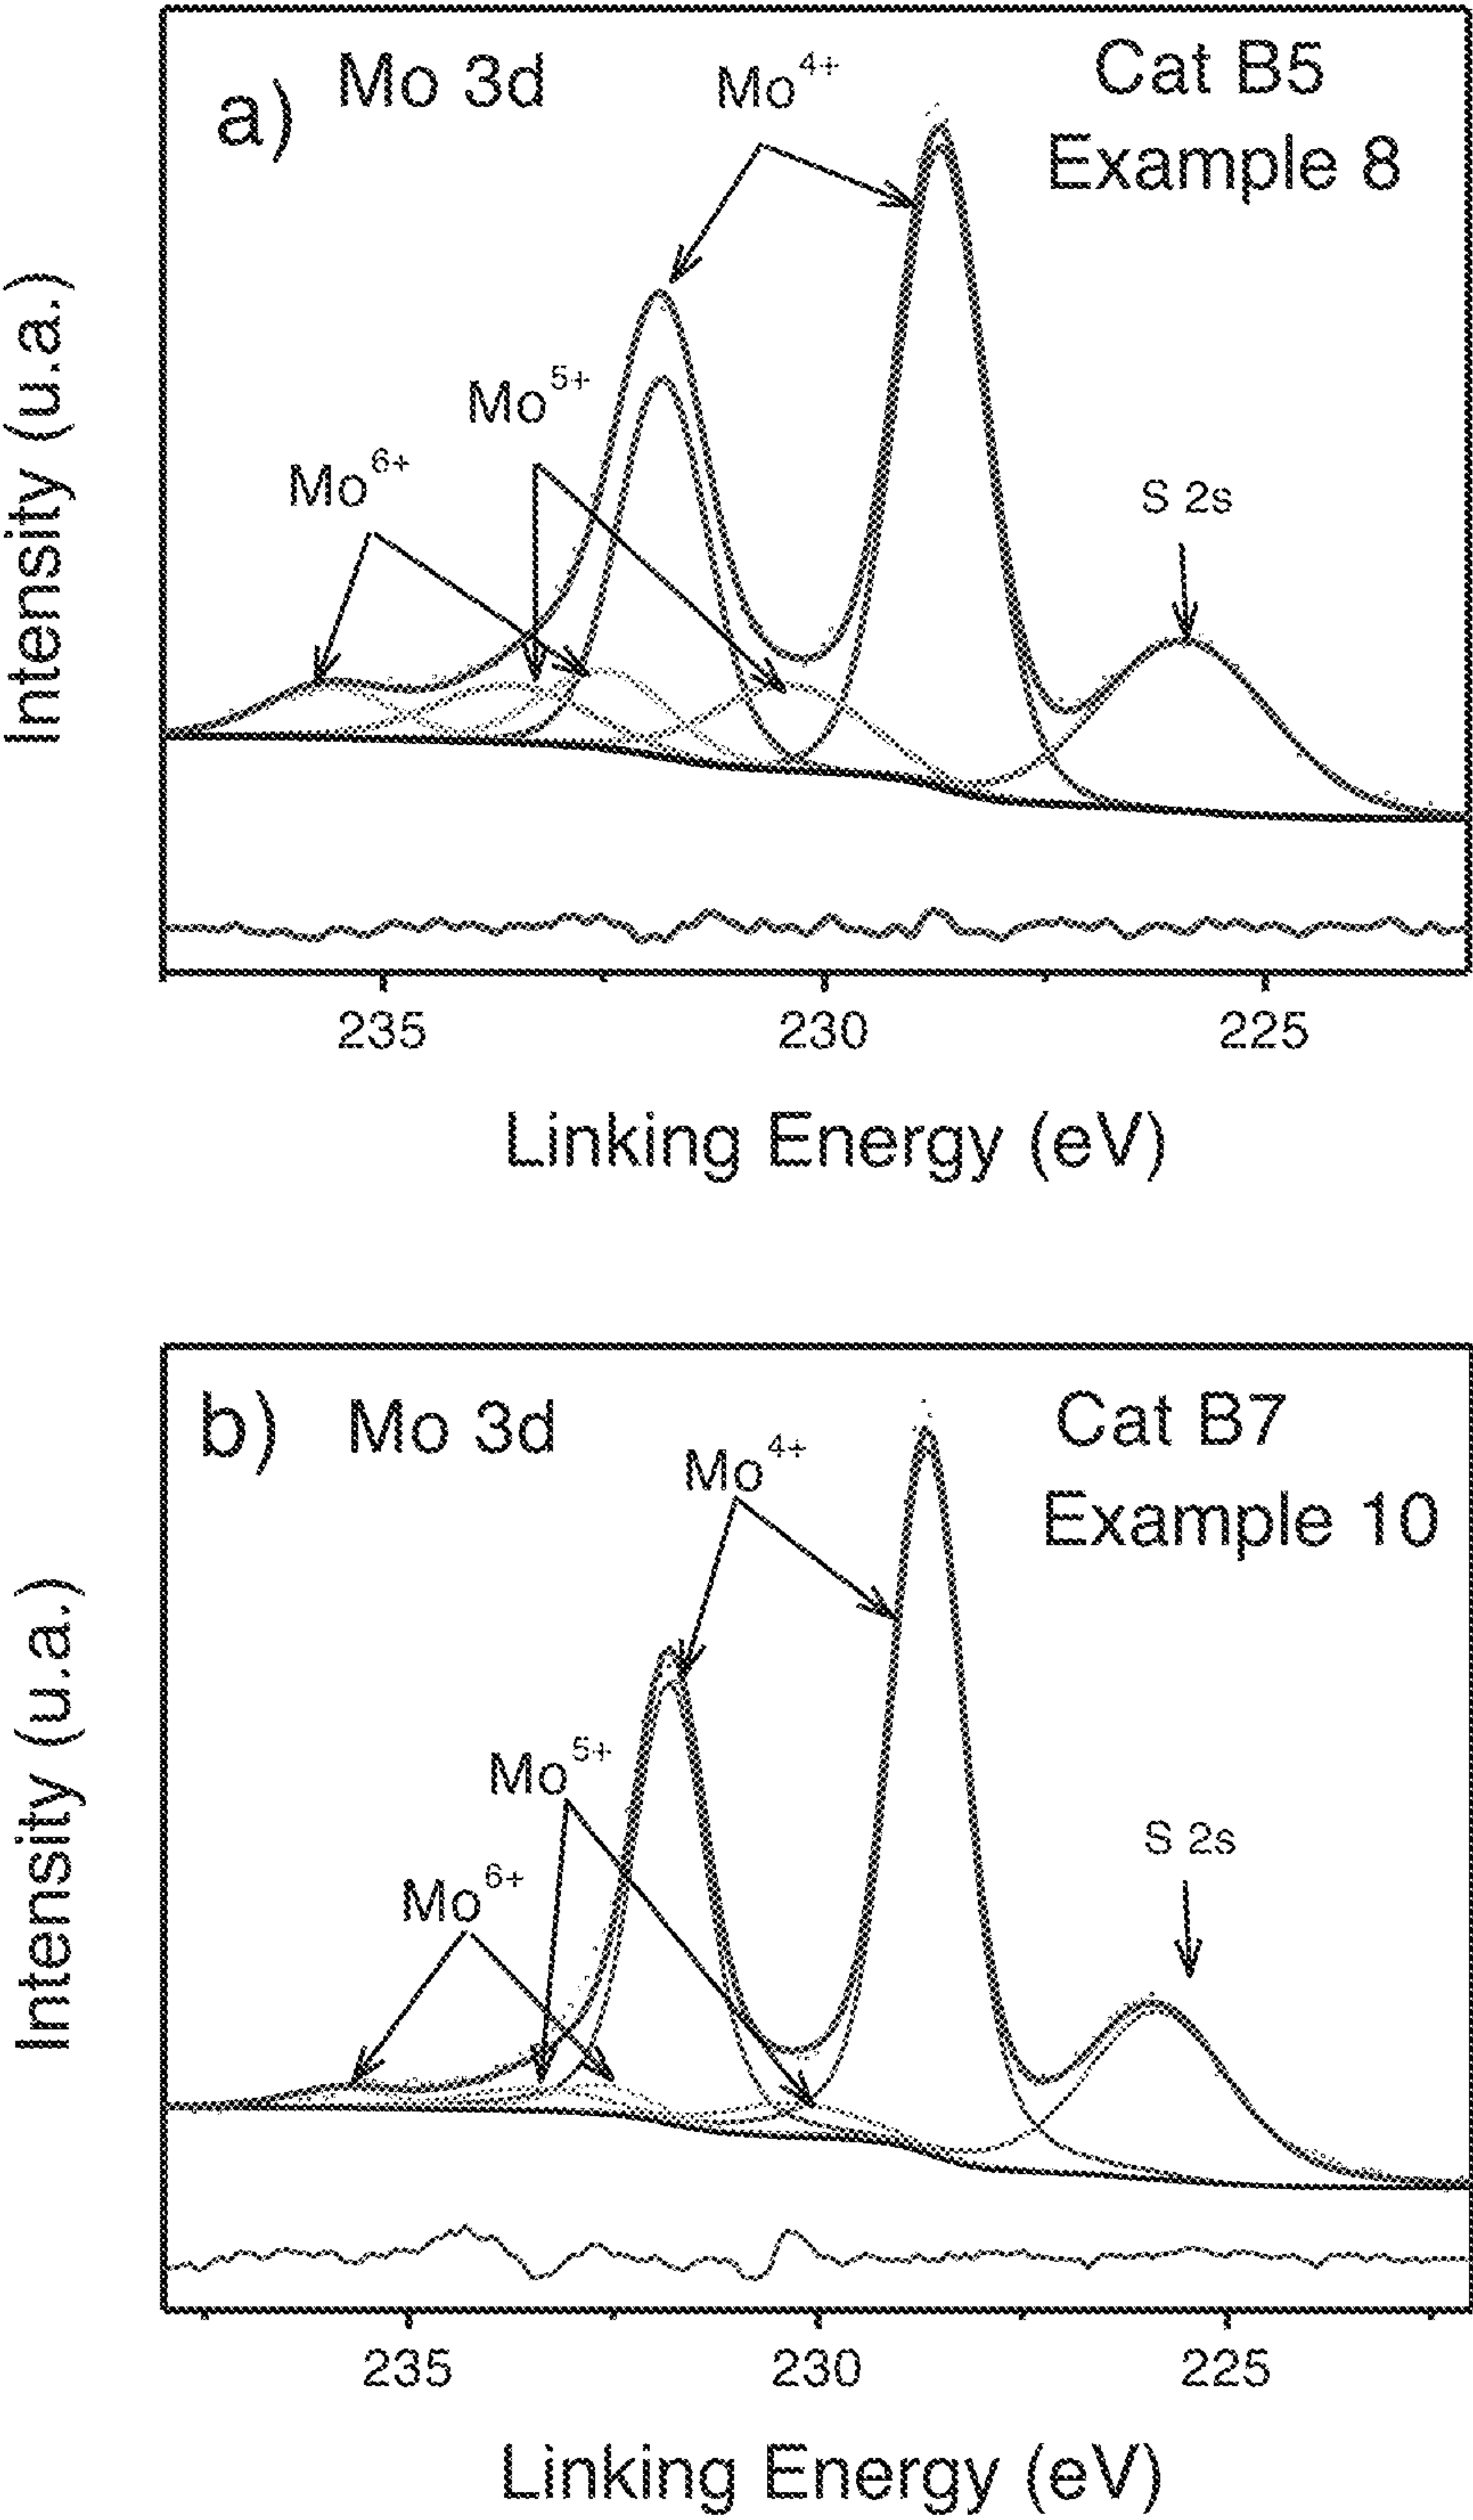 a) Mo 3d
Mo4+
Cat B5
Example 8
Mo5+
Mo6+
S 2s
Intensity (u.a.)
235 230 225
Linking Energy (eV)
b) Mo 3d
Mo4+
Cat B7
Example 10
Mo5+
Mo6+
S 2s
Intensity (u.a.)
235 230 225
Linking Energy (eV)